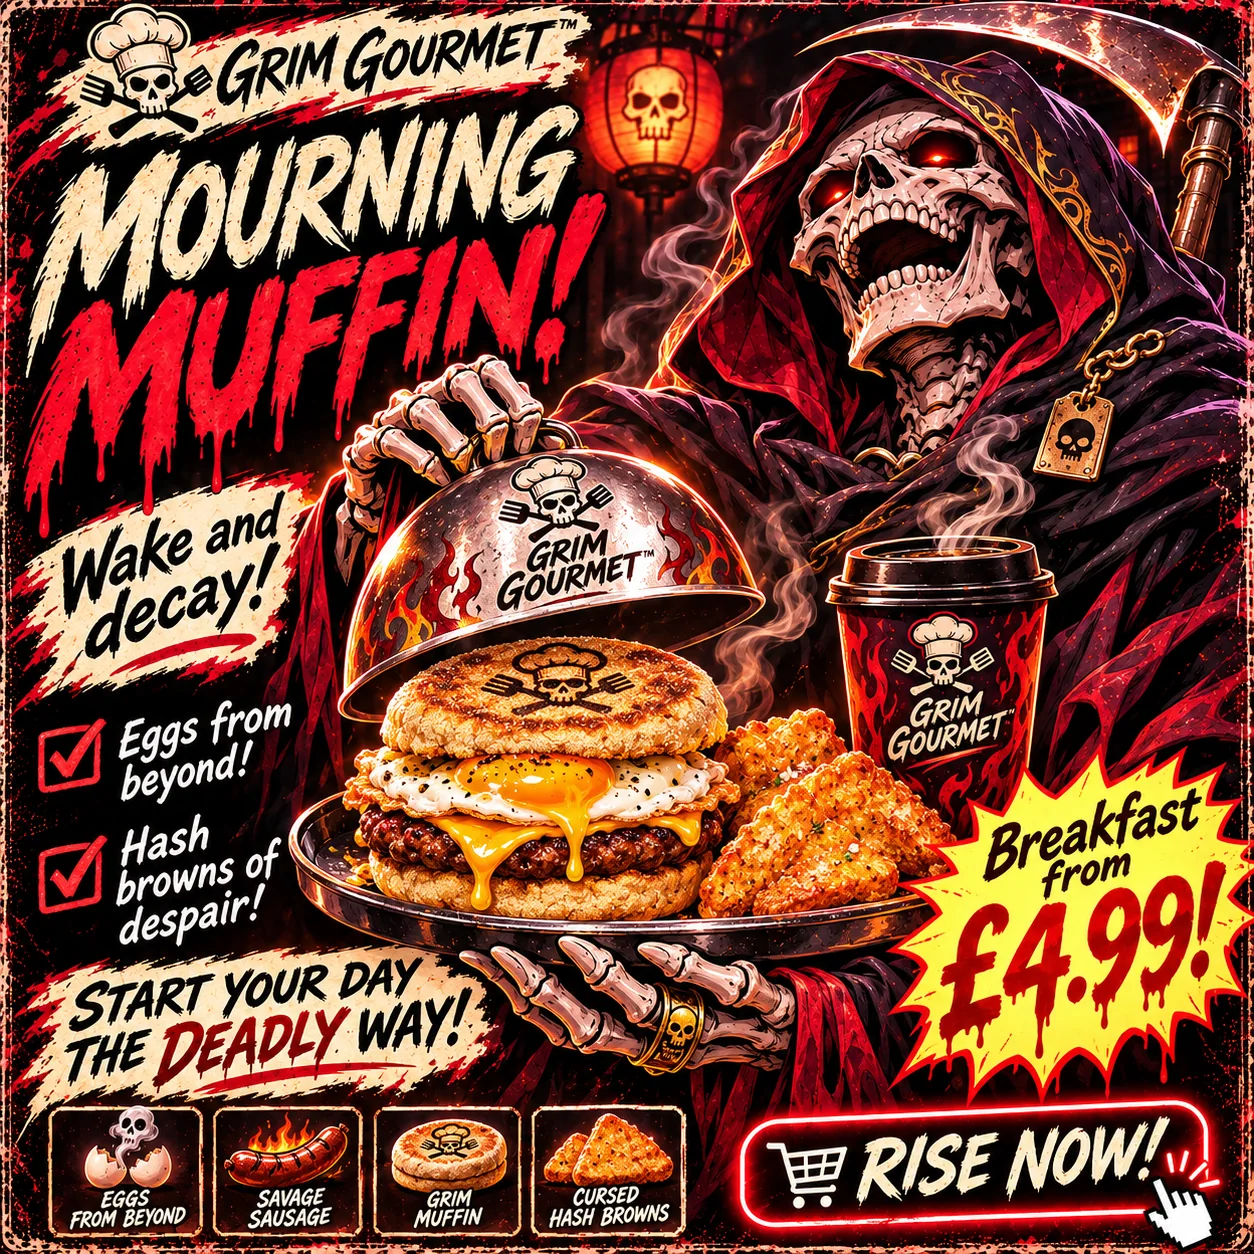 GRIM GOURMET™
MOURNING
MUFFIN!
Wake and
decay!
Eggs from
beyond!
Hash
browns of
despair!
START YOUR DAY
THE DEADLY WAY!
GRIM
GOURMET™
GRIM
GOURMET™
Breakfast
from
£4.99!
EGGS
FROM BEYOND
SAVAGE
SAUSAGE
GRIM
MUFFIN
CURSED
HASH BROWNS
RISE NOW!